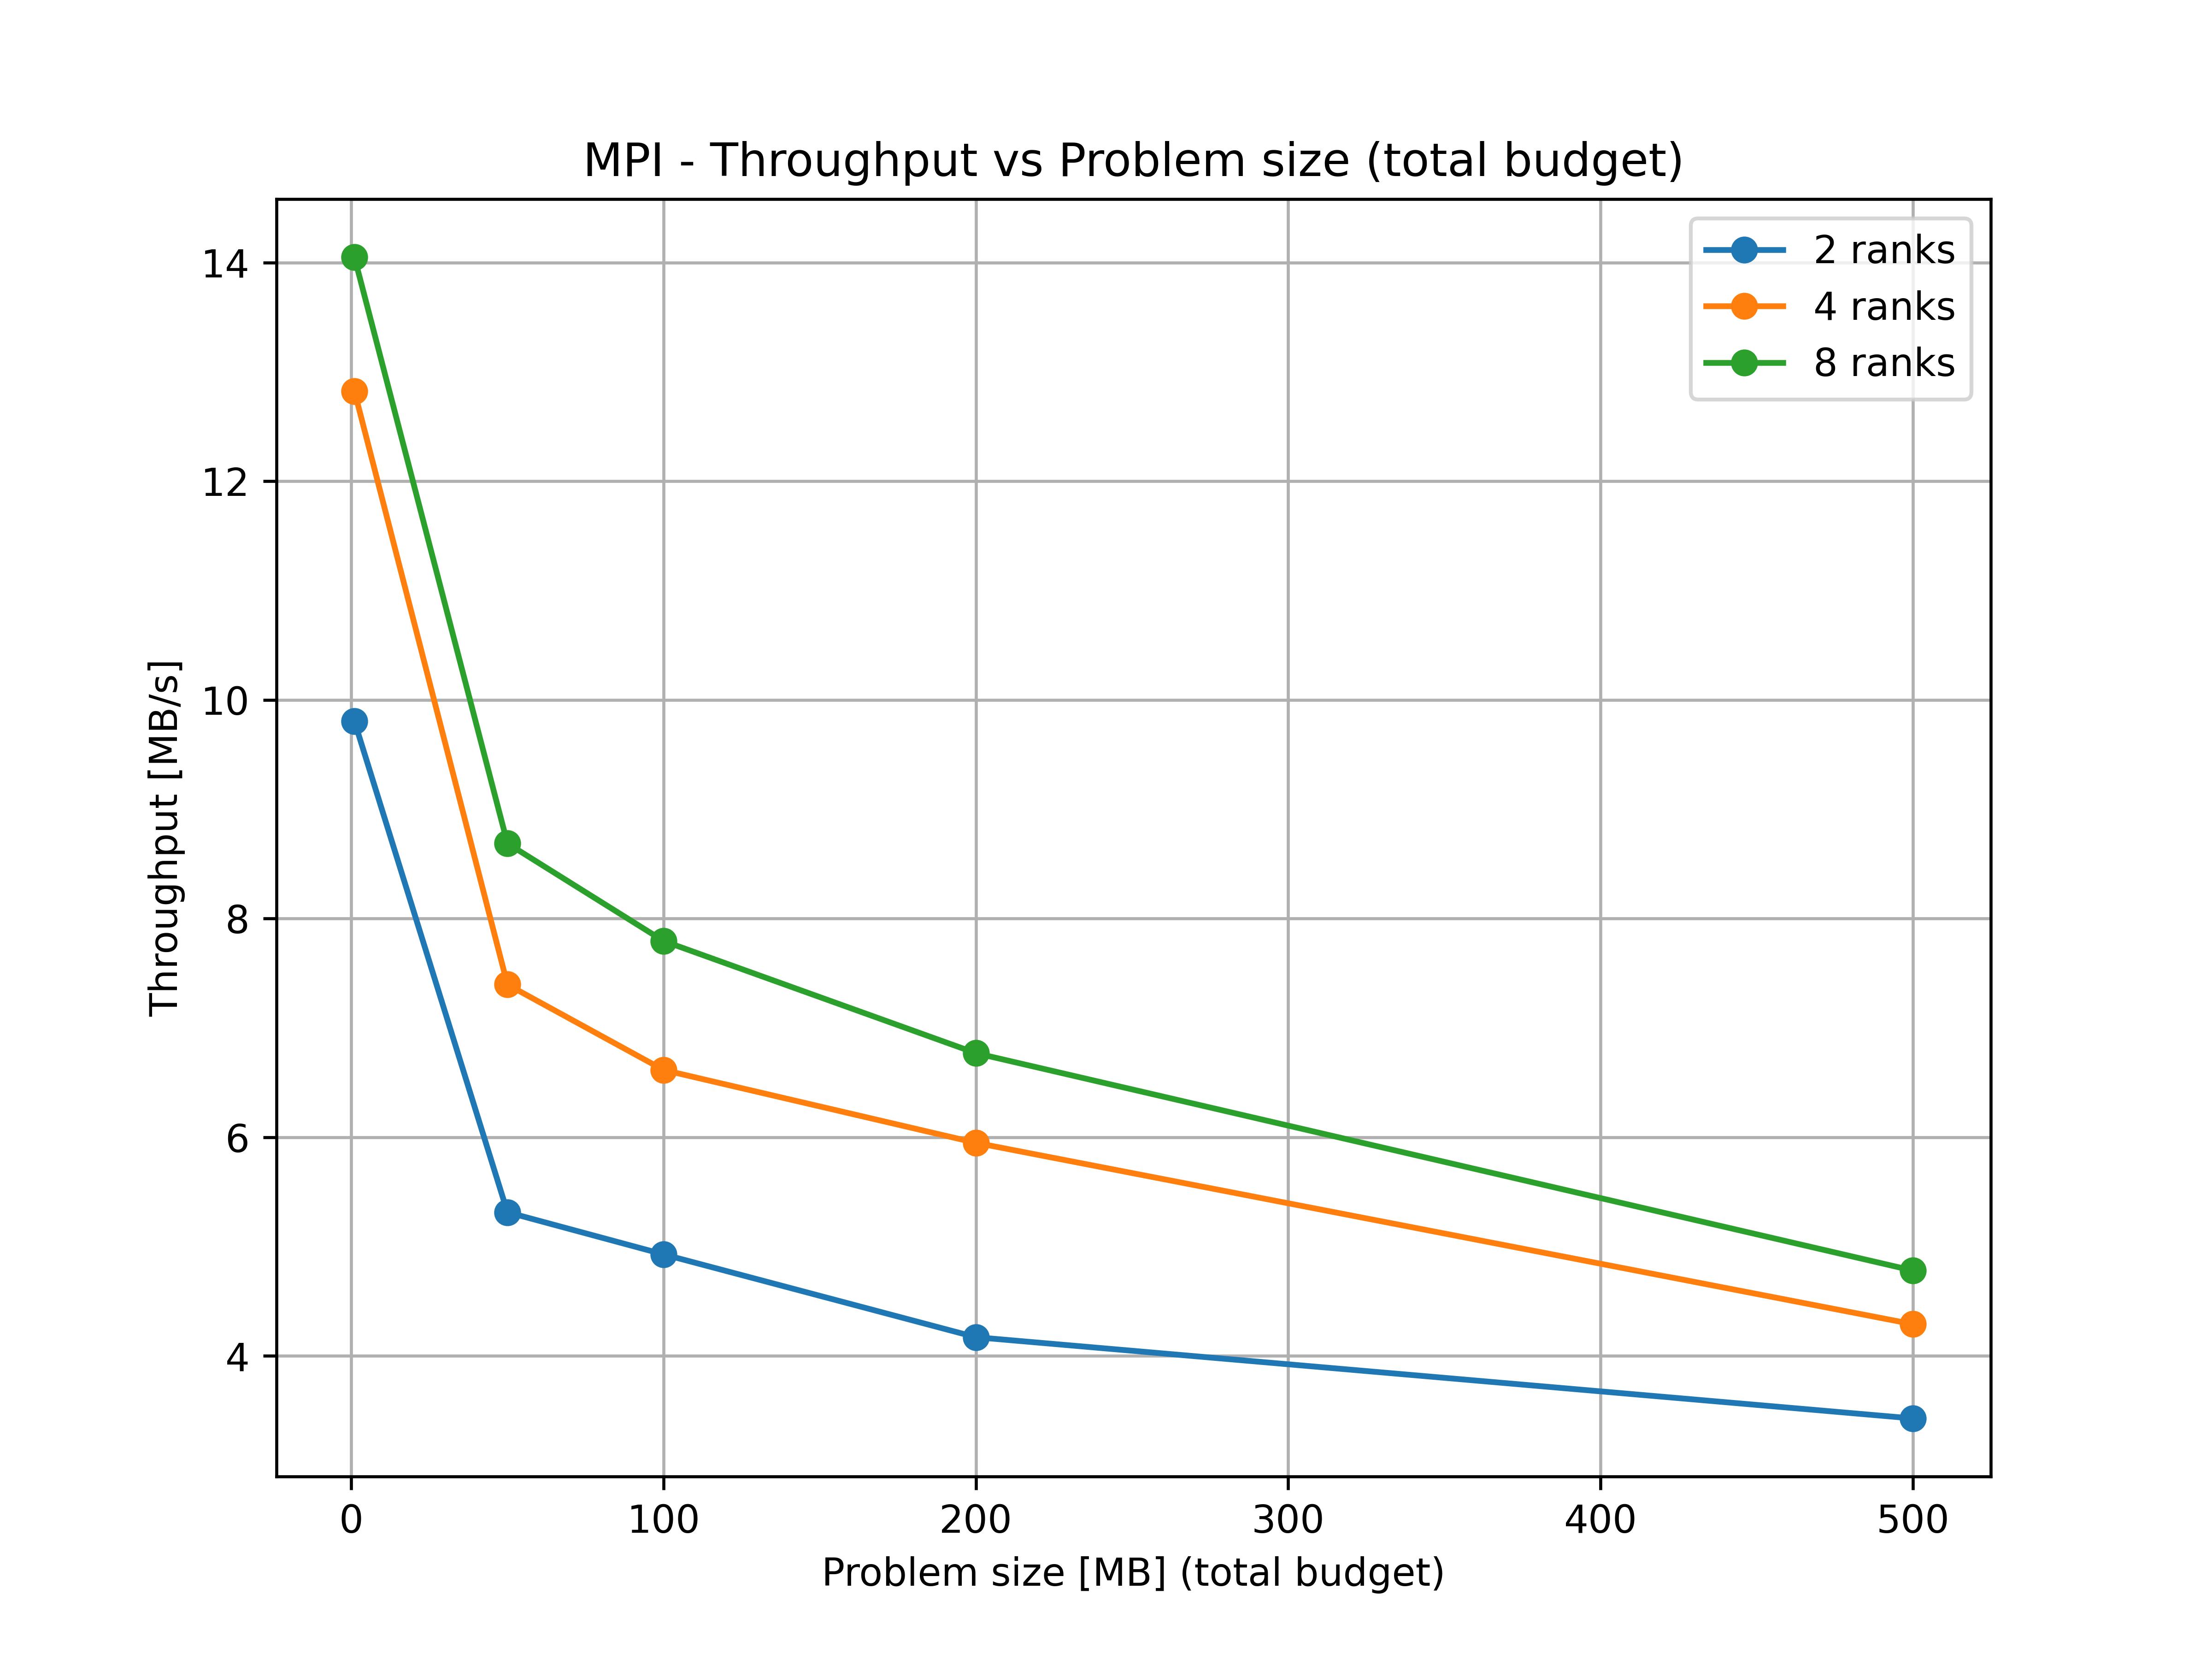 MPI - Throughput vs Problem size (total budget)
2 ranks
4 ranks
8 ranks
Throughput [MB/s]
14
12
10
8
6
4
0 100 200 300 400 500
Problem size [MB] (total budget)